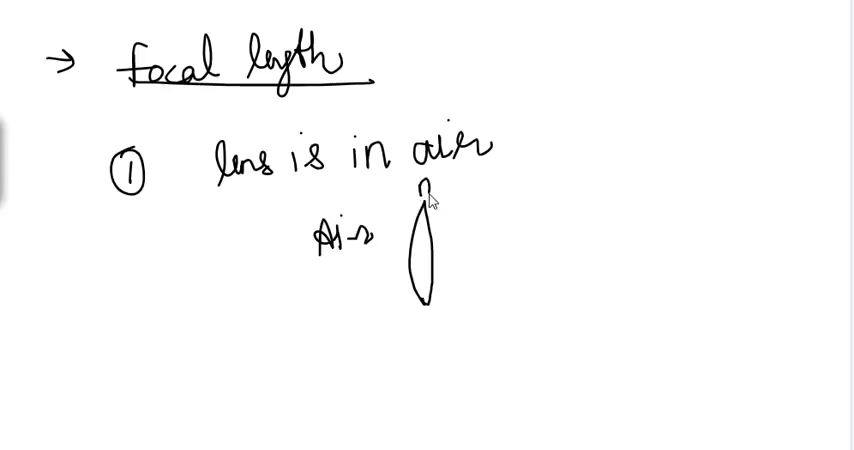 → focal length
① lens is in air
n
Air